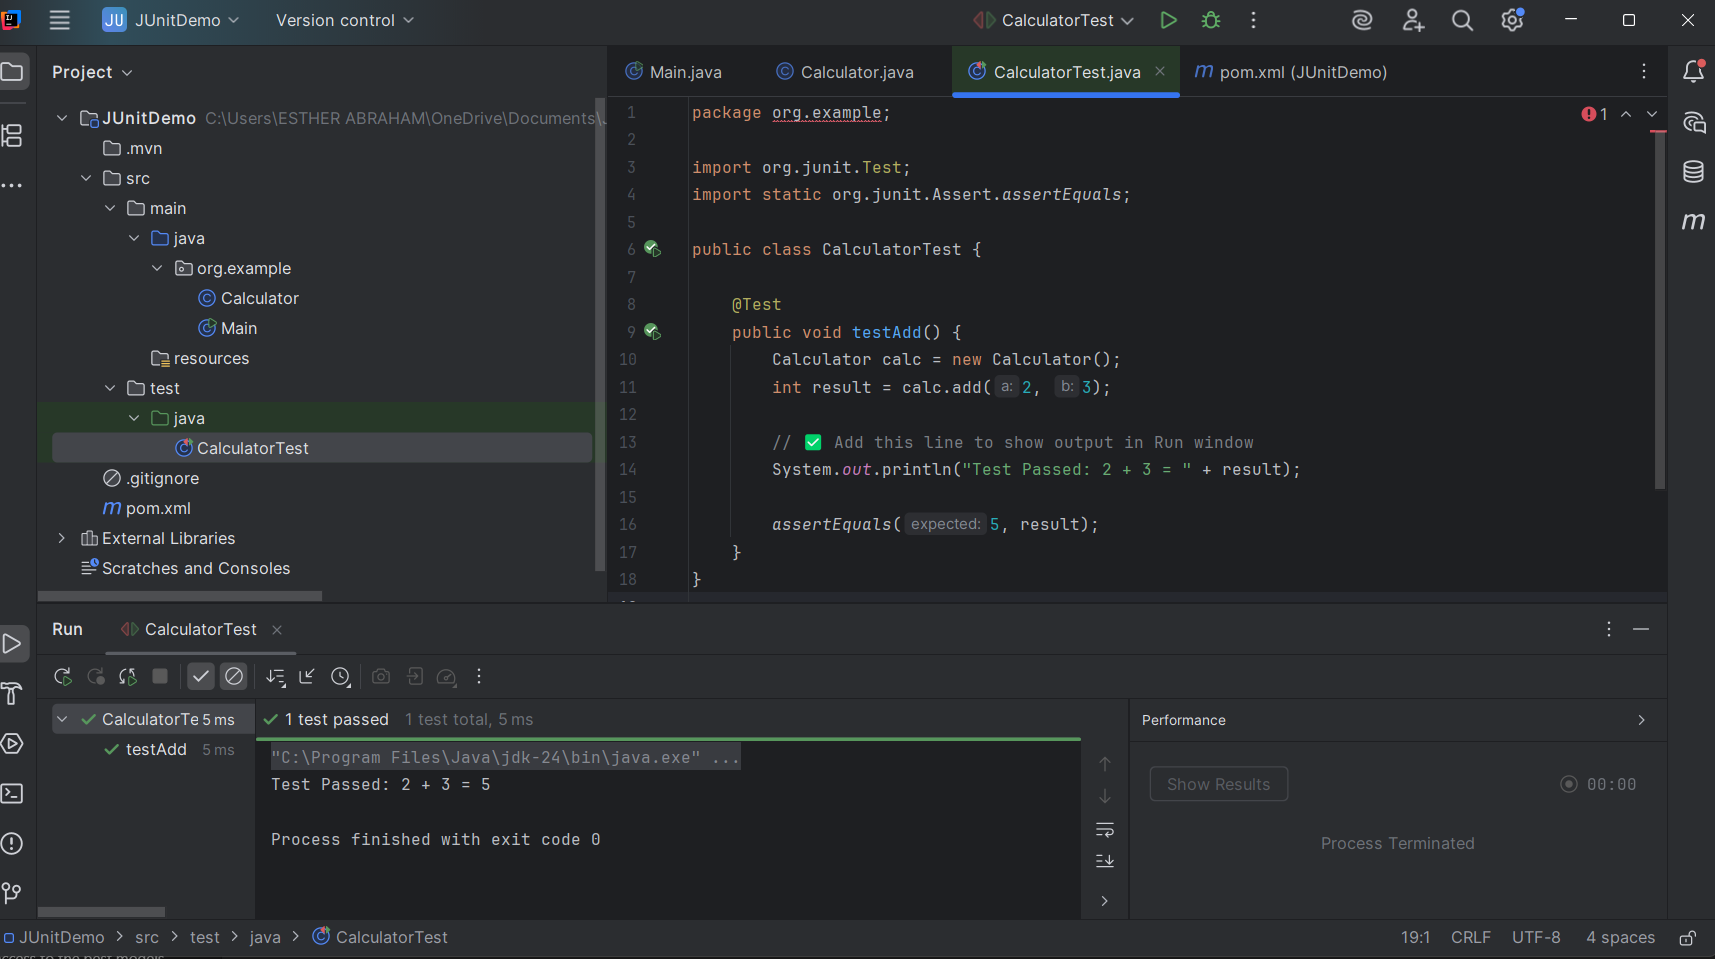 JU JUnitDemo Version control CalculatorTest
Project
JUnitDemo C:\Users\ESTHER ABRAHAM\OneDrive\Documents\
.mvn
src
main
java
org.example
Calculator
Main
resources
test
java
CalculatorTest
.gitignore
m pom.xml
External Libraries
Scratches and Consoles
Main.java Calculator.java CalculatorTest.java m pom.xml (JUnitDemo)
1 package org.example; 1
2
3 import org.junit.Test;
4 import static org.junit.Assert.assertEquals;
5
6 public class CalculatorTest {
7
8 @Test
9 public void testAdd() {
10 Calculator calc = new Calculator();
11 int result = calc.add( a: 2, b: 3);
12
13 // ✅ Add this line to show output in Run window
14 System.out.println("Test Passed: 2 + 3 = " + result);
15
16 assertEquals( expected: 5, result);
17 }
18 }
m
Run CalculatorTest
CalculatorTe 5 ms
testAdd 5 ms
1 test passed 1 test total, 5 ms
"C:\Program Files\Java\jdk-24\bin\java.exe" ...
Test Passed: 2 + 3 = 5
Process finished with exit code 0
Performance
Show Results 00:00
Process Terminated
JUnitDemo > src > test > java > CalculatorTest 19:1 CRLF UTF-8 4 spaces